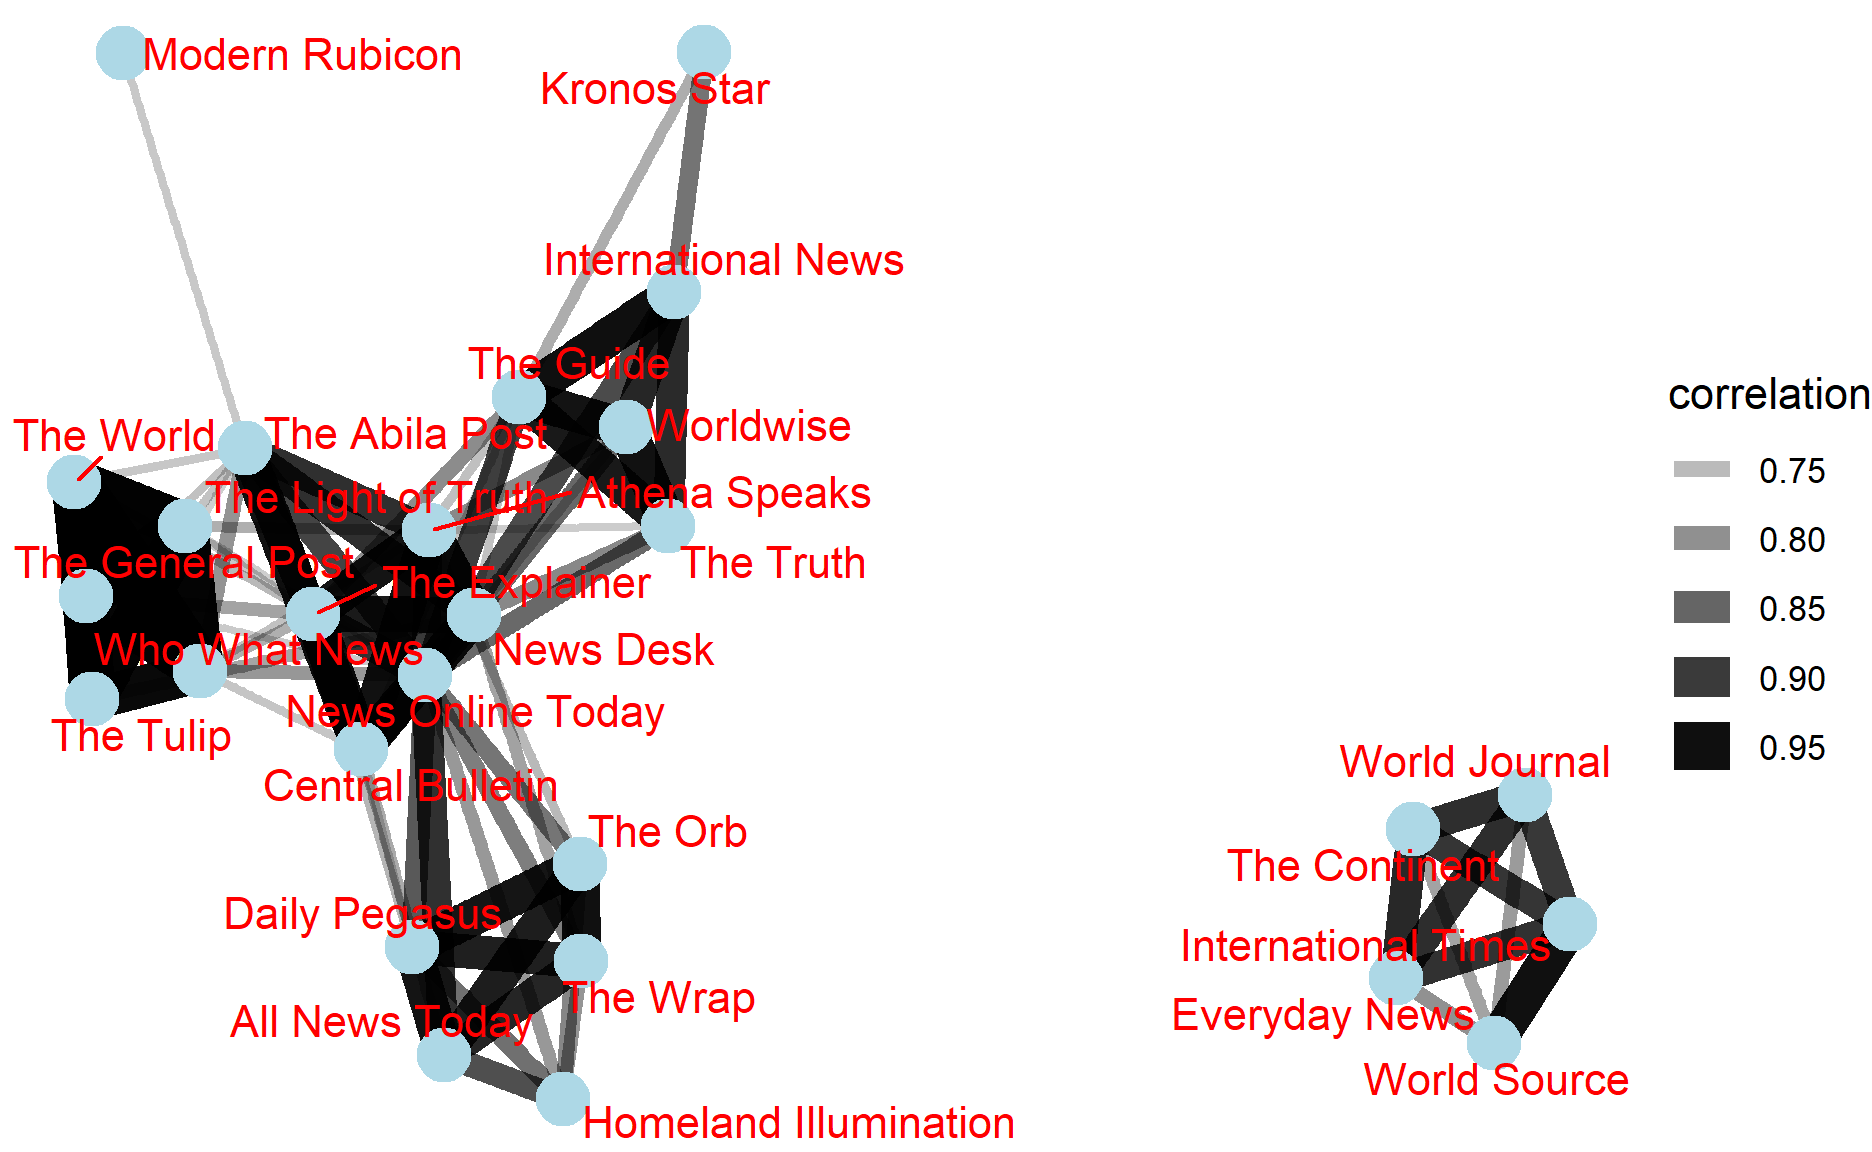 Modern Rubicon
Kronos Star
International News
The Guide
The World
The Abila Post
Worldwise
The Light of Truth
Athena Speaks
The General Post
The Explainer
The Truth
Who What News
News Desk
The Tulip
News Online Today
Central Bulletin
The Orb
Daily Pegasus
The Wrap
All News Today
Homeland Illumination
World Journal
The Continent
International Times
Everyday News
World Source
correlation
0.75
0.80
0.85
0.90
0.95